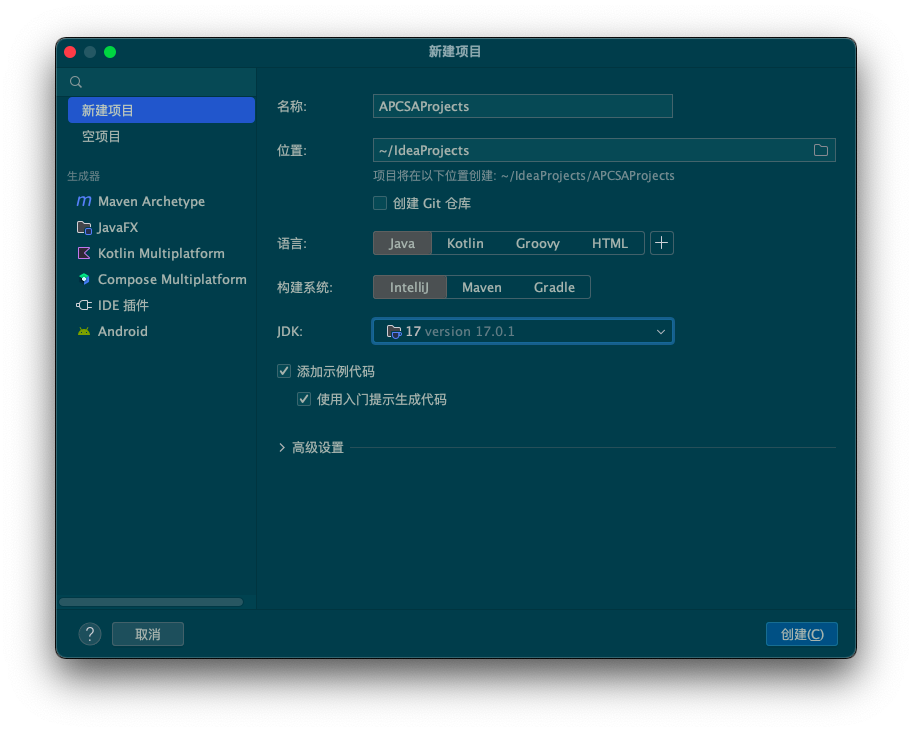 新建项目
新建项目
空项目
生成器
Maven Archetype
JavaFX
Kotlin Multiplatform
Compose Multiplatform
IDE 插件
Android
名称: APCSAProjects
位置: ~/IdeaProjects
项目将在以下位置创建: ~/IdeaProjects/APCSAProjects
创建 Git 仓库
语言: Java Kotlin Groovy HTML +
构建系统: IntelliJ Maven Gradle
JDK: 17 version 17.0.1
添加示例代码
使用入门提示生成代码
高级设置
? 取消 创建(C)